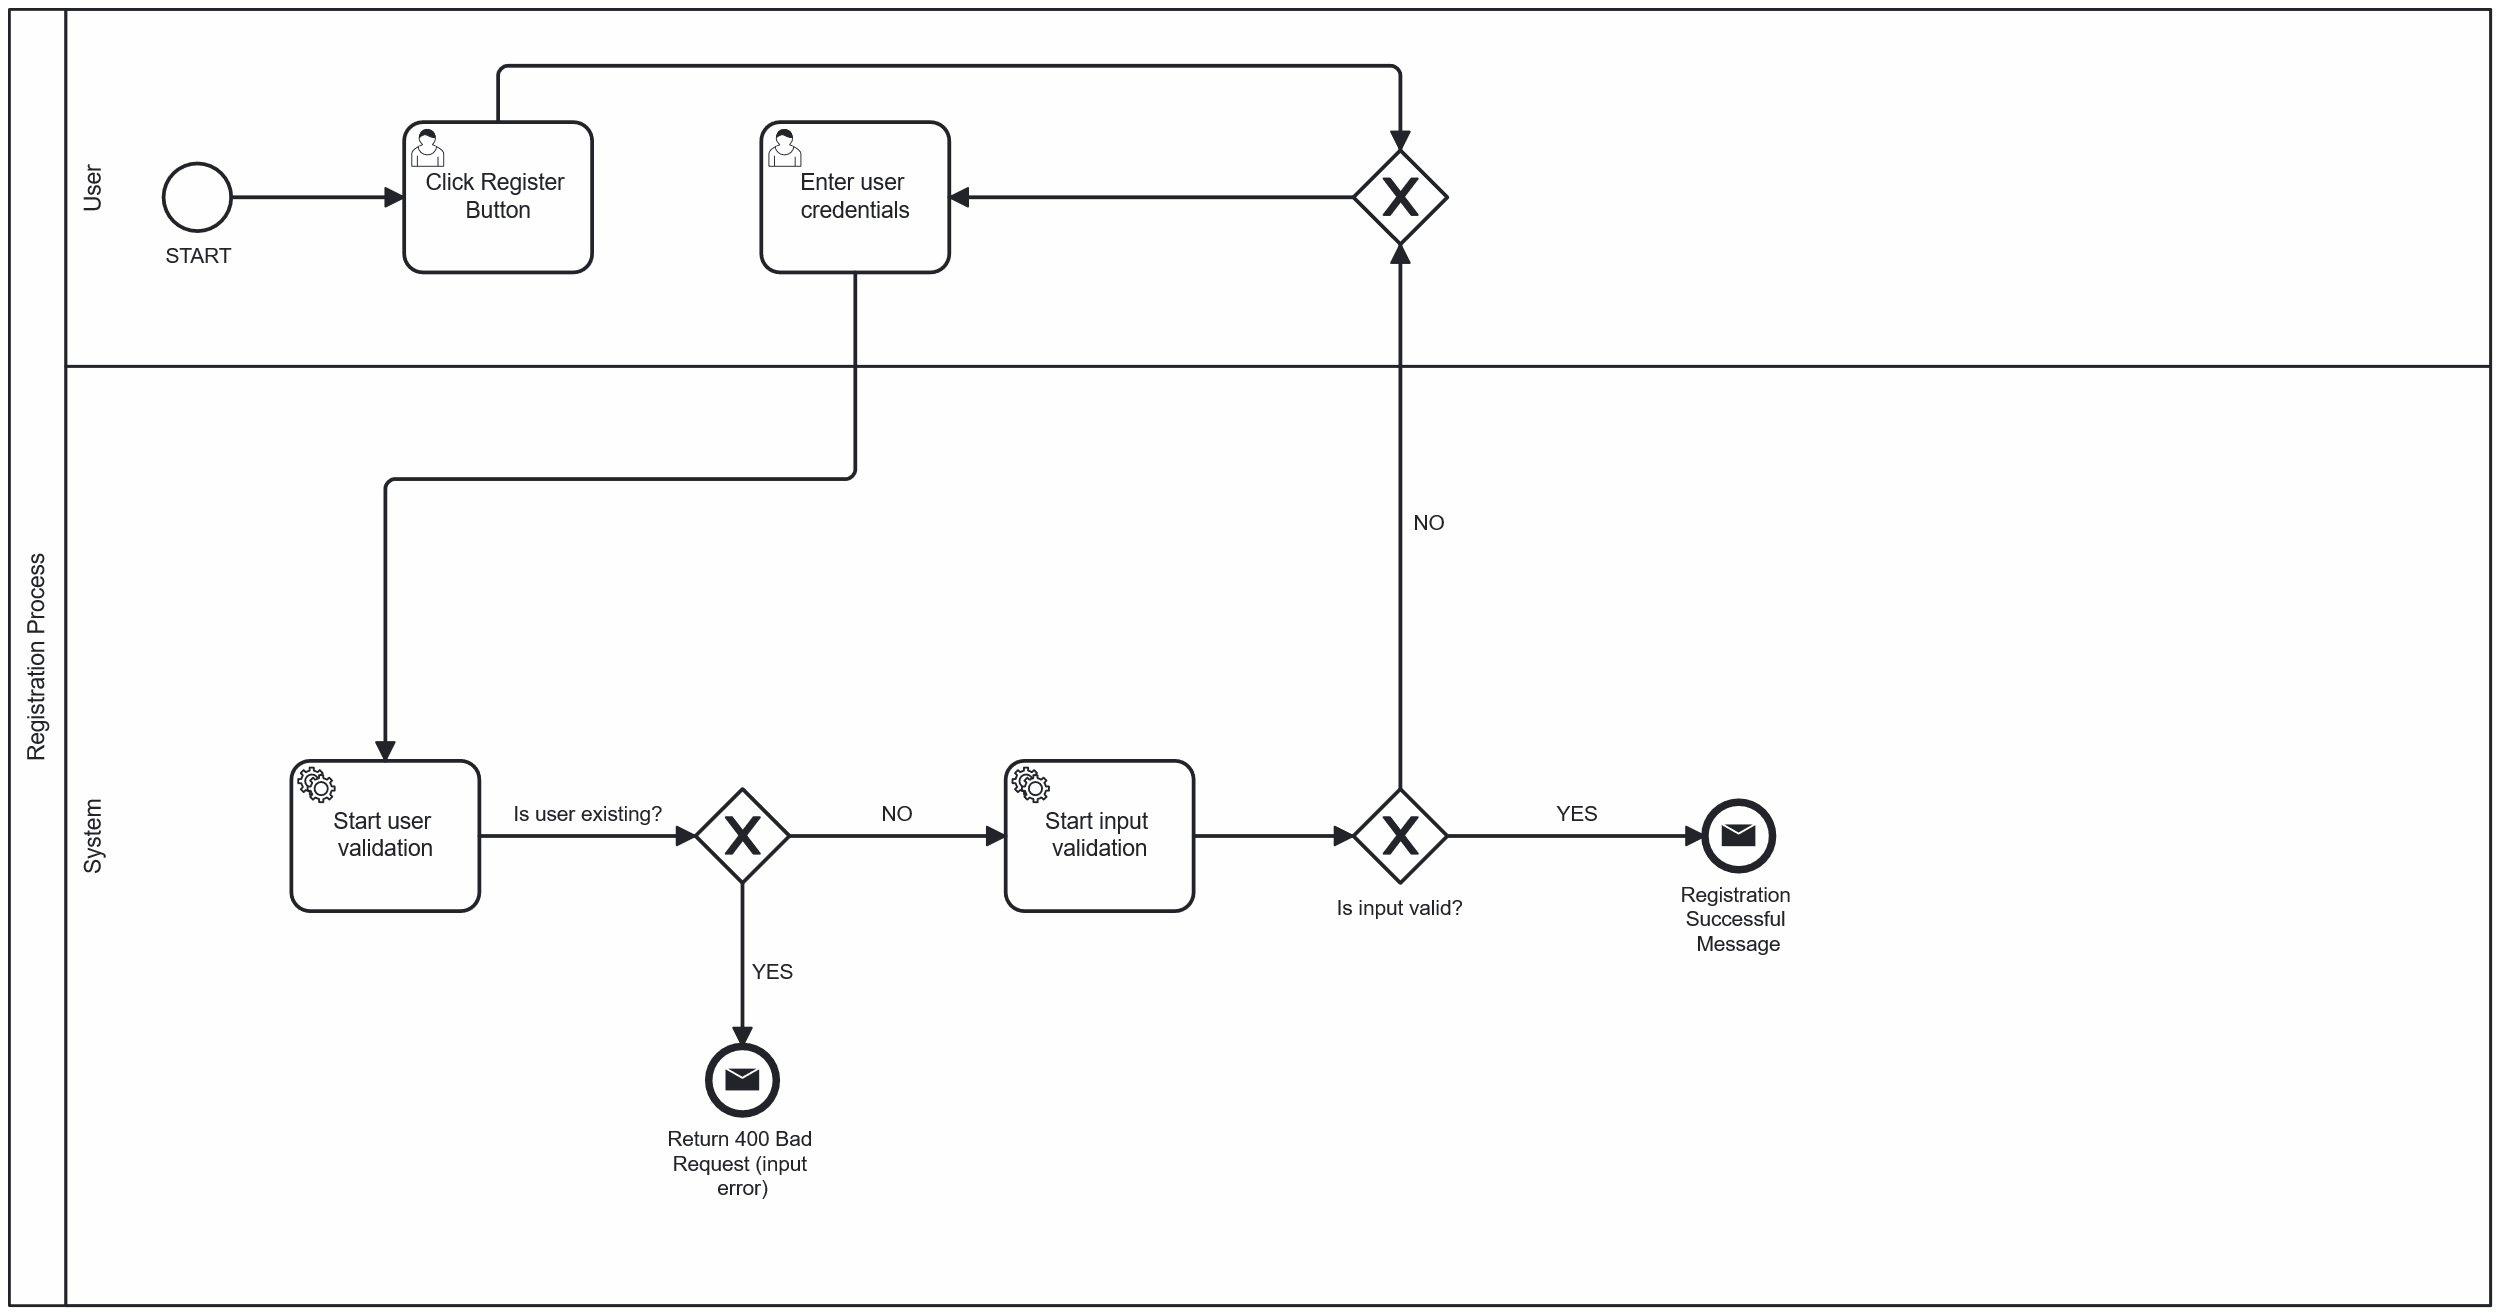 Registration Process
User
START
Click Register
Button
Enter user
credentials
System
NO
Start user
validation
Is user existing?
NO
Start input
validation
Is input valid?
YES
Registration
Successful
Message
YES
Return 400 Bad
Request (input
error)